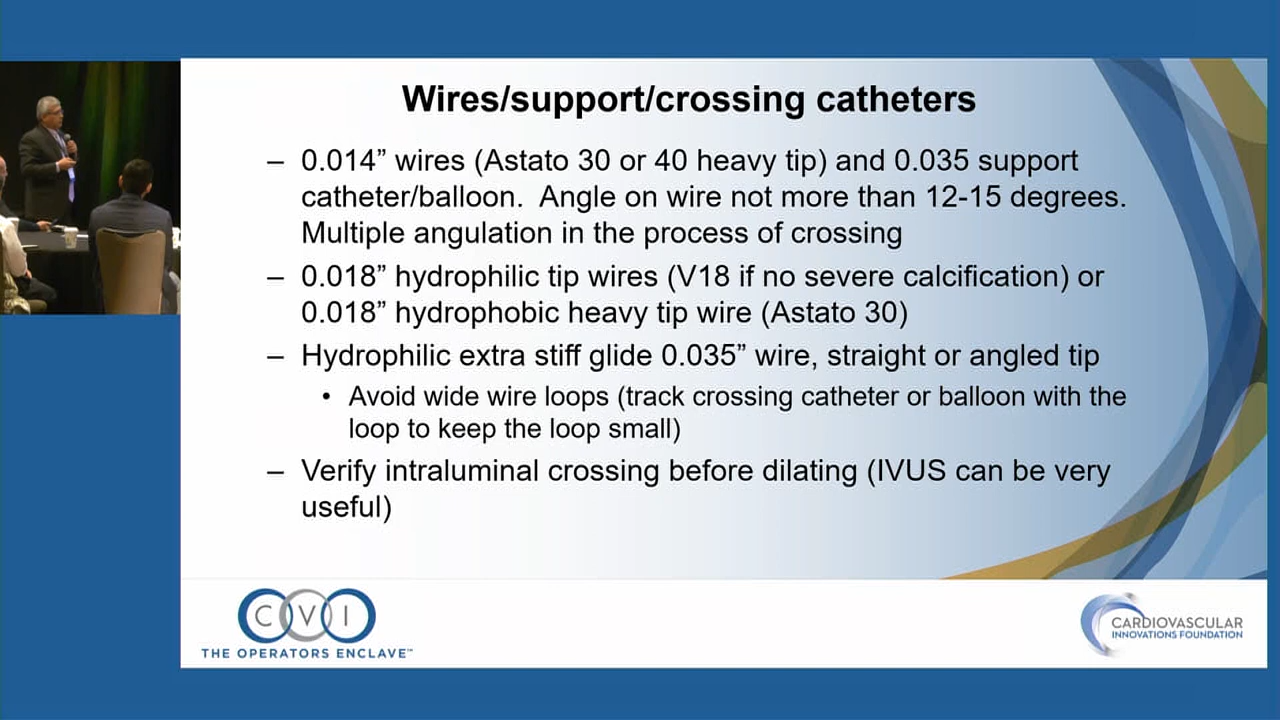 Wires/support/crossing catheters
– 0.014” wires (Astato 30 or 40 heavy tip) and 0.035 support
catheter/balloon.  Angle on wire not more than 12-15 degrees.
Multiple angulation in the process of crossing
– 0.018” hydrophilic tip wires (V18 if no severe calcification) or
0.018” hydrophobic heavy tip wire (Astato 30)
– Hydrophilic extra stiff glide 0.035” wire, straight or angled tip
• Avoid wide wire loops (track crossing catheter or balloon with the
loop to keep the loop small)
– Verify intraluminal crossing before dilating (IVUS can be very
useful)
CVI
THE OPERATORS ENCLAVE™
CARDIOVASCULAR
INNOVATIONS FOUNDATION